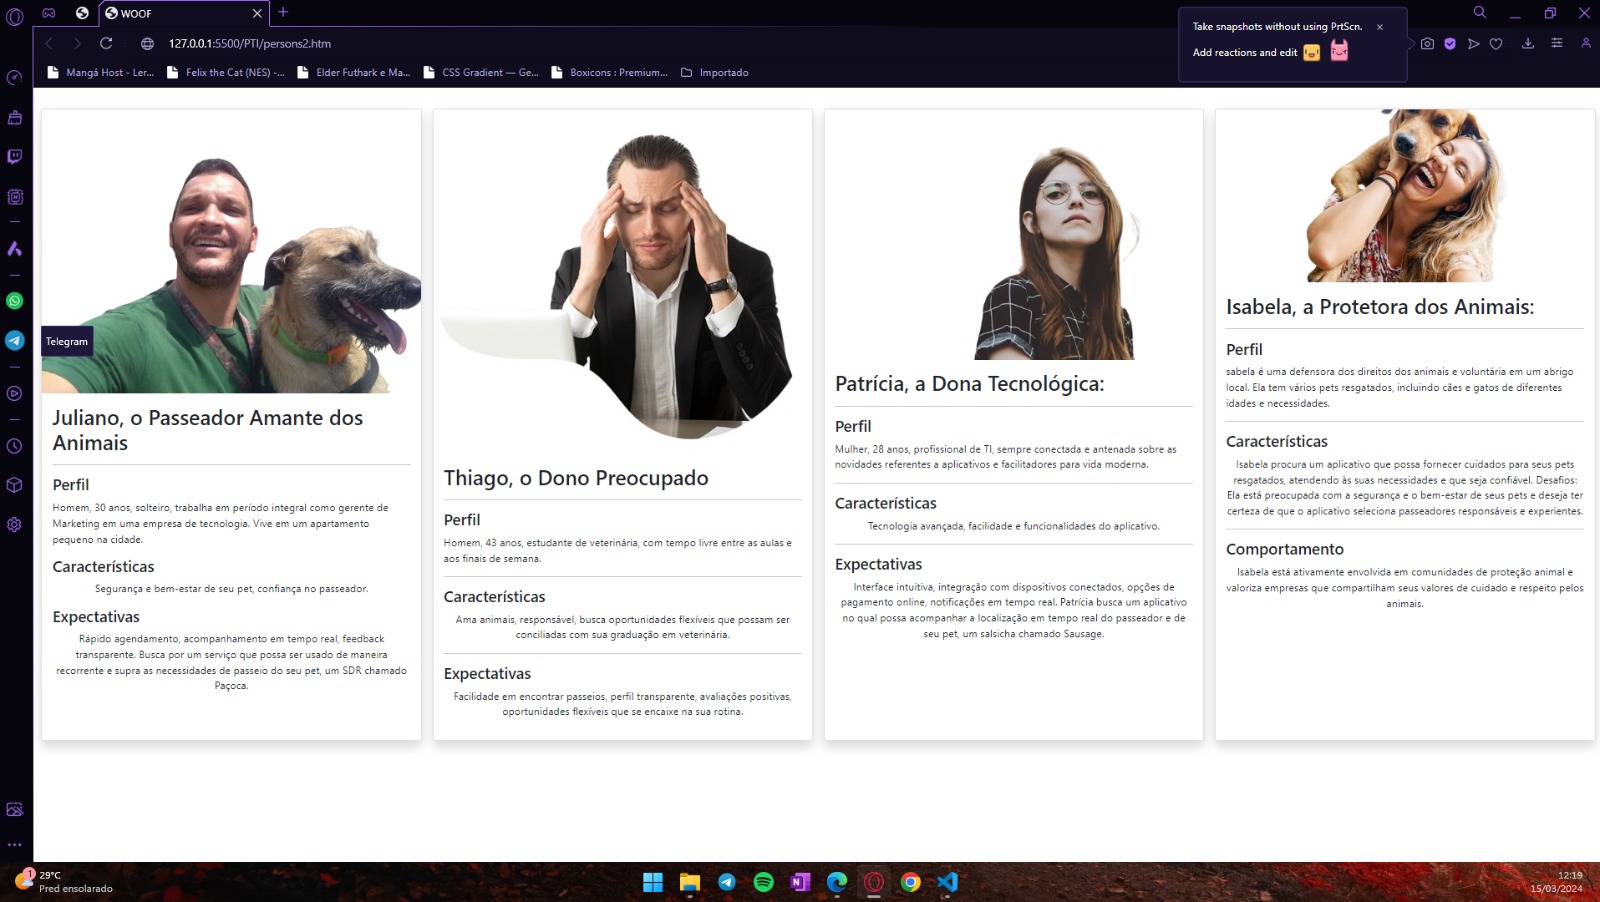 WOOF
Take snapshots without using PrtScn.
Add reactions and edit
127.0.0.1:5500/PTI/persons2.htm
Mangá Host - Ler...
Felix the Cat (NES) -...
Elder Futhark e Ma...
CSS Gradient — Ge...
Boxicons : Premium...
Importado
Telegram
Juliano, o Passeador Amante dos
Animais
Perfil
Homem, 30 anos, solteiro, trabalha em período integral como gerente de
Marketing em uma empresa de tecnologia. Vive em um apartamento
pequeno na cidade.
Características
Segurança e bem-estar de seu pet, confiança no passeador.
Expectativas
Rápido agendamento, acompanhamento em tempo real, feedback
transparente. Busca por um serviço que possa ser usado de maneira
recorrente e supra as necessidades de passeio do seu pet, um SDR chamado
Paçoca.
Thiago, o Dono Preocupado
Perfil
Homem, 43 anos, estudante de veterinária, com tempo livre entre as aulas e
aos finais de semana.
Características
Ama animais, responsável, busca oportunidades flexíveis que possam ser
conciliadas com sua graduação em veterinária.
Expectativas
Facilidade em encontrar passeios, perfil transparente, avaliações positivas,
oportunidades flexíveis que se encaixe na sua rotina.
Patrícia, a Dona Tecnológica:
Perfil
Mulher, 28 anos, profissional de TI, sempre conectada e antenada sobre as
novidades referentes a aplicativos e facilitadores para vida moderna.
Características
Tecnologia avançada, facilidade e funcionalidades do aplicativo.
Expectativas
Interface intuitiva, integração com dispositivos conectados, opções de
pagamento online, notificações em tempo real. Patrícia busca um aplicativo
no qual possa acompanhar a localização em tempo real do passeador e de
seu pet, um salsicha chamado Sausage.
Isabela, a Protetora dos Animais:
Perfil
sabela é uma defensora dos direitos dos animais e voluntária em um abrigo
local. Ela tem vários pets resgatados, incluindo cães e gatos de diferentes
idades e necessidades.
Características
Isabela procura um aplicativo que possa fornecer cuidados para seus pets
resgatados, atendendo às suas necessidades e que seja confiável. Desafios:
Ela está preocupada com a segurança e o bem-estar de seus pets e deseja ter
certeza de que o aplicativo seleciona passeadores responsáveis e experientes.
Comportamento
Isabela está ativamente envolvida em comunidades de proteção animal e
valoriza empresas que compartilham seus valores de cuidado e respeito pelos
animais.
1
29°C
Pred ensolarado
N
12:19
15/03/2024